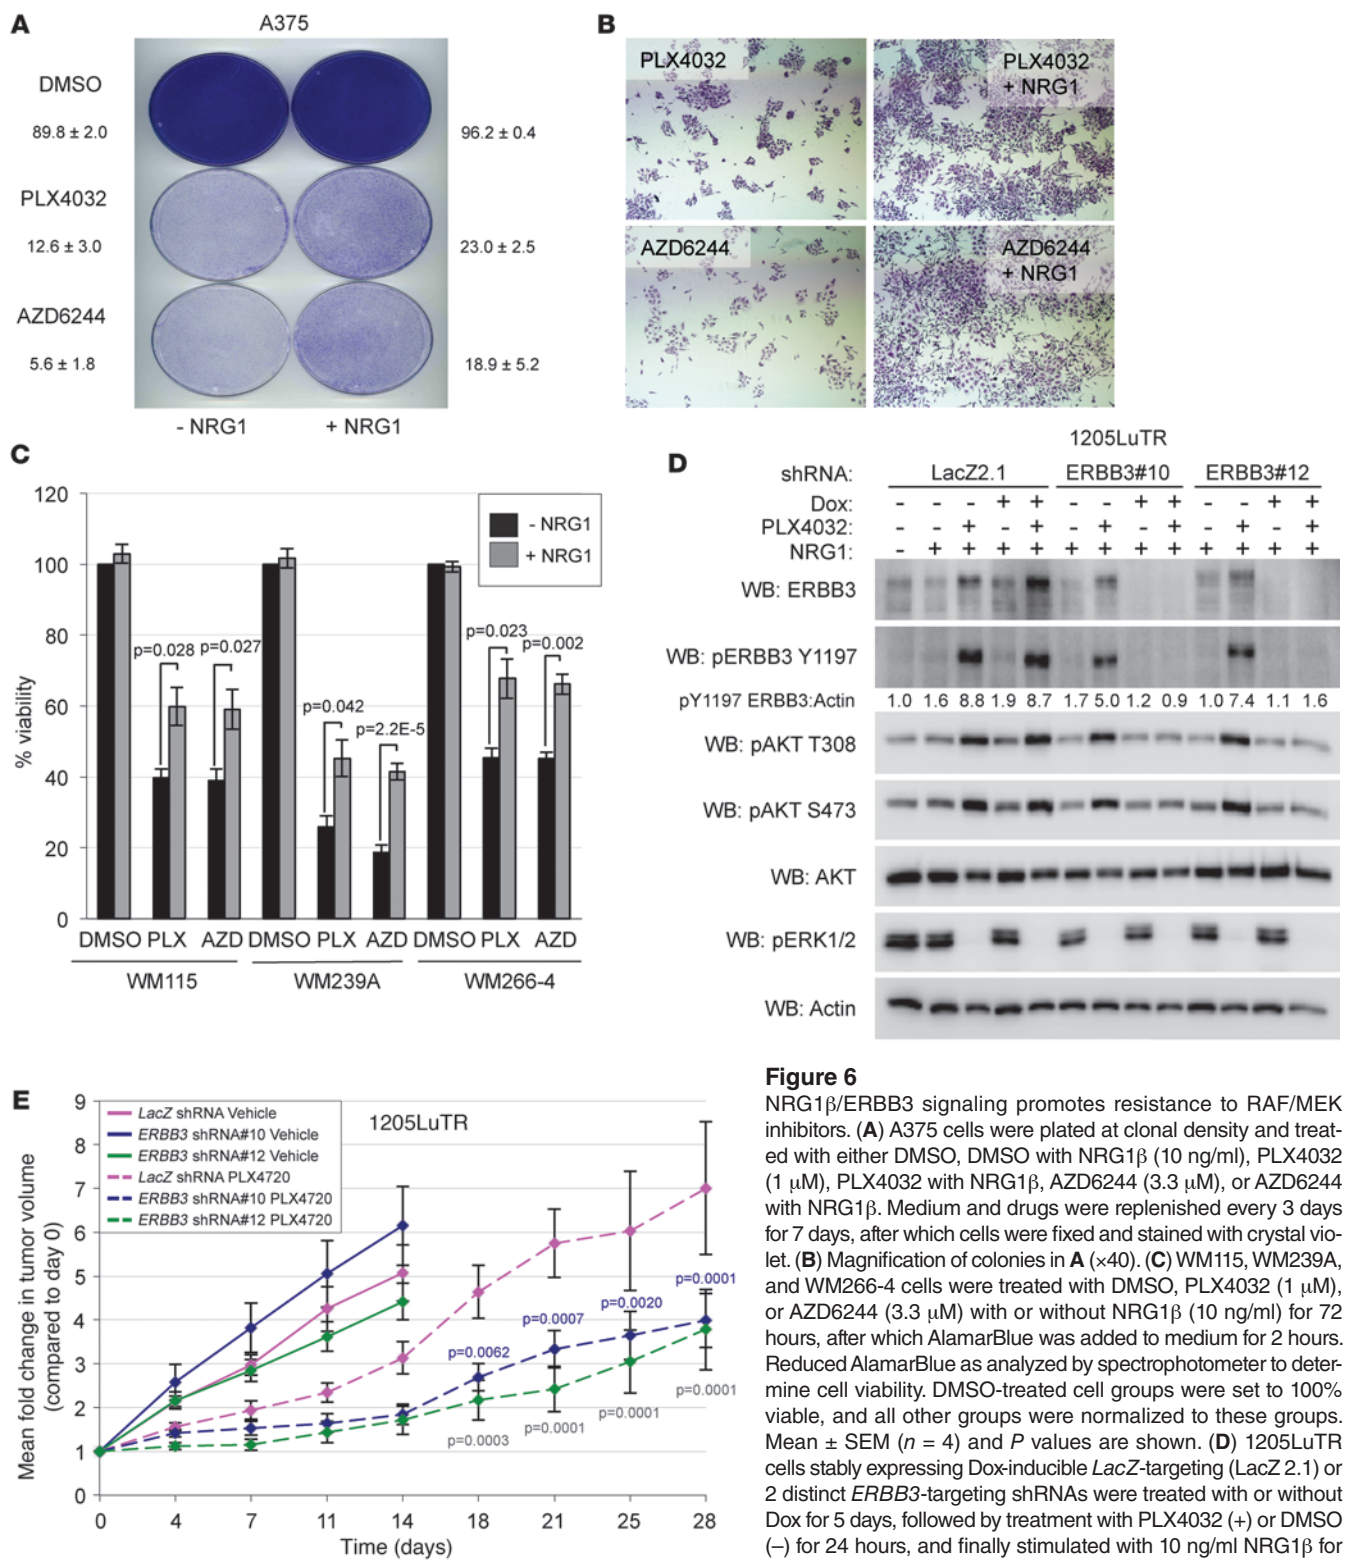 A
A375
DMSO
89.8 ± 2.0
96.2 ± 0.4
PLX4032
12.6 ± 3.0
23.0 ± 2.5
AZD6244
5.6 ± 1.8
18.9 ± 5.2
- NRG1 + NRG1
B
PLX4032
PLX4032
+ NRG1
AZD6244
AZD6244
+ NRG1
C
% viability
120
100
80
60
40
20
0
- NRG1
+ NRG1
p=0.028
p=0.027
p=0.042
p=2.2E-5
p=0.023
p=0.002
DMSO PLX AZD DMSO PLX AZD DMSO PLX AZD
WM115 WM239A WM266-4
D
1205LuTR
shRNA: LacZ2.1 ERBB3#10 ERBB3#12
Dox: - - - + + - - + + - - + +
PLX4032: - - + - + - + - + - + - +
NRG1: - + + + + + + + + + + + +
WB: ERBB3
WB: pERBB3 Y1197
pY1197 ERBB3:Actin 1.0 1.6 8.8 1.9 8.7 1.7 5.0 1.2 0.9 1.0 7.4 1.1 1.6
WB: pAKT T308
WB: pAKT S473
WB: AKT
WB: pERK1/2
WB: Actin
E
1205LuTR
Mean fold change in tumor volume
(compared to day 0)
9
8
7
6
5
4
3
2
1
0
LacZ shRNA Vehicle
ERBB3 shRNA#10 Vehicle
ERBB3 shRNA#12 Vehicle
LacZ shRNA PLX4720
ERBB3 shRNA#10 PLX4720
ERBB3 shRNA#12 PLX4720
p=0.0062
p=0.0007
p=0.0020
p=0.0001
p=0.0003
p=0.0001
p=0.0001
p=0.0001
0 4 7 11 14 18 21 25 28
Time (days)
Figure 6
NRG1β/ERBB3 signaling promotes resistance to RAF/MEK
inhibitors. (A) A375 cells were plated at clonal density and treat-
ed with either DMSO, DMSO with NRG1β (10 ng/ml), PLX4032
(1 μM), PLX4032 with NRG1β, AZD6244 (3.3 μM), or AZD6244
with NRG1β. Medium and drugs were replenished every 3 days
for 7 days, after which cells were fixed and stained with crystal vio-
let. (B) Magnification of colonies in A (×40). (C) WM115, WM239A,
and WM266-4 cells were treated with DMSO, PLX4032 (1 μM),
or AZD6244 (3.3 μM) with or without NRG1β (10 ng/ml) for 72
hours, after which AlamarBlue was added to medium for 2 hours.
Reduced AlamarBlue as analyzed by spectrophotometer to deter-
mine cell viability. DMSO-treated cell groups were set to 100%
viable, and all other groups were normalized to these groups.
Mean ± SEM (n = 4) and P values are shown. (D) 1205LuTR
cells stably expressing Dox-inducible LacZ-targeting (LacZ 2.1) or
2 distinct ERBB3-targeting shRNAs were treated with or without
Dox for 5 days, followed by treatment with PLX4032 (+) or DMSO
(–) for 24 hours, and finally stimulated with 10 ng/ml NRG1β for